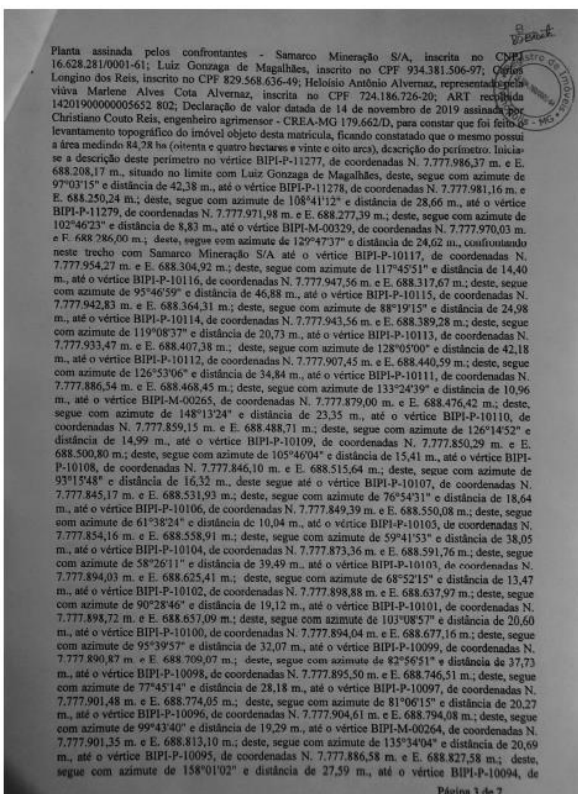 Planta assinada pelos confrontantes - Samarco Mineração S/A, inscrita no CNPJ
16.628.281/0001-61; Luiz Gonzaga de Magalhães, inscrito no CPF 934.381.506-97; Carlos
Longino dos Reis, inscrito no CPF 829.568.636-49; Heloisio Antônio Alvernaz, representado pela
viúva Marlene Alves Cota Alvernaz, inscrita no CPF 724.186.726-20; ART recolhida
14201900000005652 802; Declaração de valor datada de 14 de novembro de 2019 assinada por
Christiano Couto Reis, engenheiro agrimensor - CREA-MG 179.662/D, para constar que foi feito o
levantamento topográfico do imóvel objeto desta matrícula, ficando constatado que o mesmo possui
a área medindo 84,28 ha (oitenta e quatro hectares e vinte e oito ares), descrição do perímetro. Inicia-
se a descrição deste perímetro no vértice BIPI-P-11277, de coordenadas N. 7.777.986,37 m e E.
688.208,17 m., situado no limite com Luiz Gonzaga de Magalhães, deste, segue com azimute de
97°03'15" e distância de 42,38 m., até o vértice BIPI-P-11278, de coordenadas N. 7.777.981,16 m. e
E. 688.250,24 m.; deste, segue com azimute de 108°41'12" e distância de 28,66 m., até o vértice
BIPI-P-11279, de coordenadas N. 7.777.971,98 m. e E. 688.277,39 m.; deste, segue com azimute de
102°46'23" e distância de 8,83 m., até o vértice BIPI-M-00329, de coordenadas N. 7.777.970,03 m.
e E. 688.286,00 m.; deste, segue com azimute de 129°47'37" e distância de 24,62 m., confrontando
neste trecho com Samarco Mineração S/A até o vértice BIPI-P-10117, de coordenadas N.
7.777.954,27 m e E. 688.304,92 m.; deste, segue com azimute de 117°45'51" e distância de 14,40
m., até o vértice BIPI-P-10116, de coordenadas N. 7.777.947,56 m. e E. 688.317,67 m.; deste, segue
com azimute de 95°46'59" e distância de 46,88 m., até o vértice BIPI-P-10115, de coordenadas N.
7.777.942,83 m. e E. 688.364,31 m.; deste, segue com azimute de 88°19'15" e distância de 24,98
m., até o vértice BIPI-P-10114, de coordenadas N. 7.777.943,56 m. e E. 688.389,28 m.; deste, segue
com azimute de 119°08'37" e distância de 20,73 m., até o vértice BIPI-P-10113, de coordenadas N.
7.777.933,47 m. e E. 688.407,38 m.; deste, segue com azimute de 128°05'00" e distância de 42,18
m., até o vértice BIPI-P-10112, de coordenadas N. 7.777.907,45 m. e E. 688.440,59 m.; deste, segue
com azimute de 126°53'06" e distância de 34,84 m., até o vértice BIPI-P-10111, de coordenadas N.
7.777.886,54 m e E. 688.468,45 m.; deste, segue com azimute de 133°24'39" e distância de 10,96
m., até o vértice BIPI-M-00265, de coordenadas N. 7.777.879,00 m. e E. 688.476,42 m.; deste,
segue com azimute de 148°13'24" e distância de 23,35 m., até o vértice BIPI-P-10110, de
coordenadas N. 7.777.859,15 m. e E. 688.488,71 m.; deste, segue com azimute de 126°14'52" e
distância de 14,99 m., até o vértice BIPI-P-10109, de coordenadas N. 7.777.850,29 m. e E.
688.500,80 m.; deste, segue com azimute de 105°46'04" e distância de 15,41 m., até o vértice BIPI-
P-10108, de coordenadas N. 7.777.846,10 m. e E. 688.515,64 m.; deste, segue com azimute de
93°15'48" e distância de 16,32 m., deste segue até o vértice BIPI-P-10107, de coordenadas N.
7.777.845,17 m e E. 688.531,93 m.; deste, segue com azimute de 76°54'31" e distância de 18,64
m., até o vértice BIPI-P-10106, de coordenadas N. 7.777.849,39 m. e E. 688.550,08 m.; deste, segue
com azimute de 61°38'24" e distância de 10,04 m., até o vértice BIPI-P-10103, de coordenadas N.
7.777.854,16 m. e E. 688.558,91 m.; deste, segue com azimute de 59°41'53" e distância de 38,05
m., até o vértice BIPI-P-10104, de coordenadas N. 7.777.873,36 m. e E. 688.591,76 m.; deste, segue
com azimute de 58°26'11" e distância de 39,49 m., até o vértice BIPI-P-10103, de coordenadas N.
7.777.894,03 m. e E. 688.625,41 m.; deste, segue com azimute de 68°52'15" e distância de 13,47
m., até o vértice BIPI-P-10102, de coordenadas N. 7.777.898,88 m. e E. 688.637,97 m.; deste, segue
com azimute de 90°28'46" e distância de 19,12 m., até o vértice BIPI-P-10101, de coordenadas N.
7.777.898,72 m. e E. 688.657,09 m.; deste, segue com azimute de 103°08'57" e distância de 20,60
m., até o vértice BIPI-P-10100, de coordenadas N. 7.777.894,04 m. e E. 688.677,16 m.; deste, segue
com azimute de 95°39'57" e distância de 32,07 m., até o vértice BIPI-P-10099, de coordenadas N.
7.777.890,87 m. e E. 688.709,07 m.; deste, segue com azimute de 82°56'51" e distância de 37,73
m., até o vértice BIPI-P-10098, de coordenadas N. 7.777.895,50 m. e E. 688.746,51 m.; deste, segue
com azimute de 77°45'14" e distância de 28,18 m., até o vértice BIPI-P-10097, de coordenadas N.
7.777.901,48 m. e E. 688.774,05 m.; deste, segue com azimute de 81°06'15" e distância de 20,27
m., até o vértice BIPI-P-10096, de coordenadas N. 7.777.904,61 m. e E. 688.794,08 m.; deste, segue
com azimute de 99°43'40" e distância de 19,29 m., até o vértice BIPI-M-00264, de coordenadas N.
7.777.901,35 m. e E. 688.813,10 m.; deste, segue com azimute de 135°34'04" e distância de 20,69
m., até o vértice BIPI-P-10095, de coordenadas N. 7.777.886,58 m. e E. 688.827,58 m.; deste,
segue com azimute de 158°01'02" e distância de 27,59 m., até o vértice BIPI-P-10094, de
Página 3 de 7